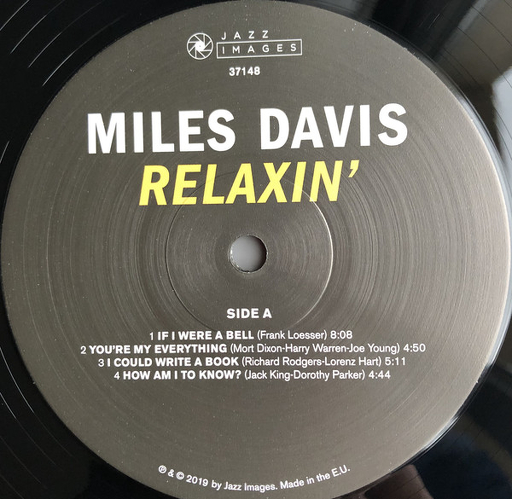 JAZZ
IMAGES
37148
MILES DAVIS
RELAXIN'
SIDE A
1 IF I WERE A BELL (Frank Loesser) 8:08
2 YOU'RE MY EVERYTHING (Mort Dixon-Harry Warren-Joe Young) 4:50
3 I COULD WRITE A BOOK (Richard Rodgers-Lorenz Hart) 5:11
4 HOW AM I TO KNOW? (Jack King-Dorothy Parker) 4:44
℗ & © 2019 by Jazz Images. Made in the E.U.